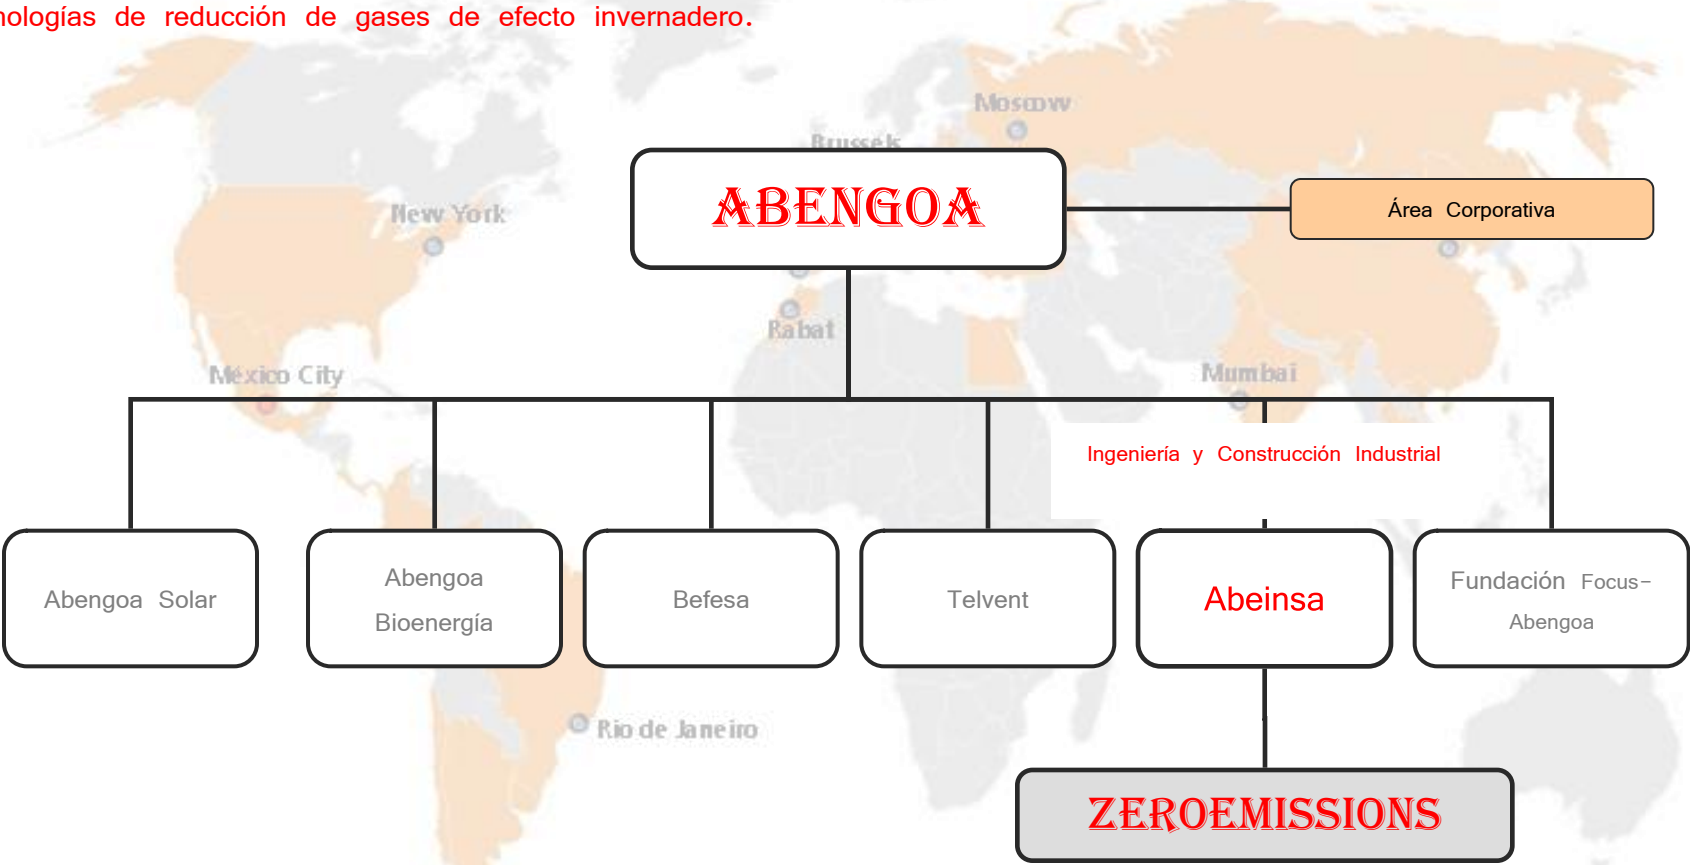 nologías de reducción de gases de efecto invernadero.
Moscow
Brussels
ABENGOA
Área Corporativa
New York
Rabat
México City
Mumbai
Ingeniería y Construcción Industrial
Abengoa Solar
Abengoa
Bioenergía
Befesa
Telvent
Abeinsa
Fundación Focus-
Abengoa
Rio de Janeiro
ZEROEMISSIONS